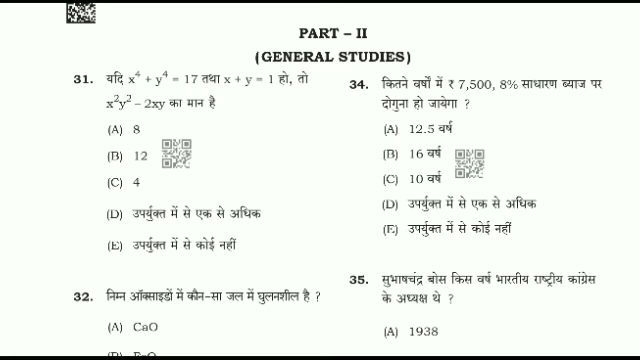 PART – II
(GENERAL STUDIES)
31. यदि x⁴ + y⁴ = 17 तथा x + y = 1 हो, तो
x²y² – 2xy का मान है
(A) 8
(B) 12
(C) 4
(D) उपर्युक्त में से एक से अधिक
(E) उपर्युक्त में से कोई नहीं
32. निम्न ऑक्साइडों में कौन-सा जल में घुलनशील है ?
(A) CaO
34. कितने वर्षों में ₹ 7,500, 8% साधारण ब्याज पर
दोगुना हो जायेगा ?
(A) 12.5 वर्ष
(B) 16 वर्ष
(C) 10 वर्ष
(D) उपर्युक्त में से एक से अधिक
(E) उपर्युक्त में से कोई नहीं
35. सुभाषचंद्र बोस किस वर्ष भारतीय राष्ट्रीय कांग्रेस
के अध्यक्ष थे ?
(A) 1938